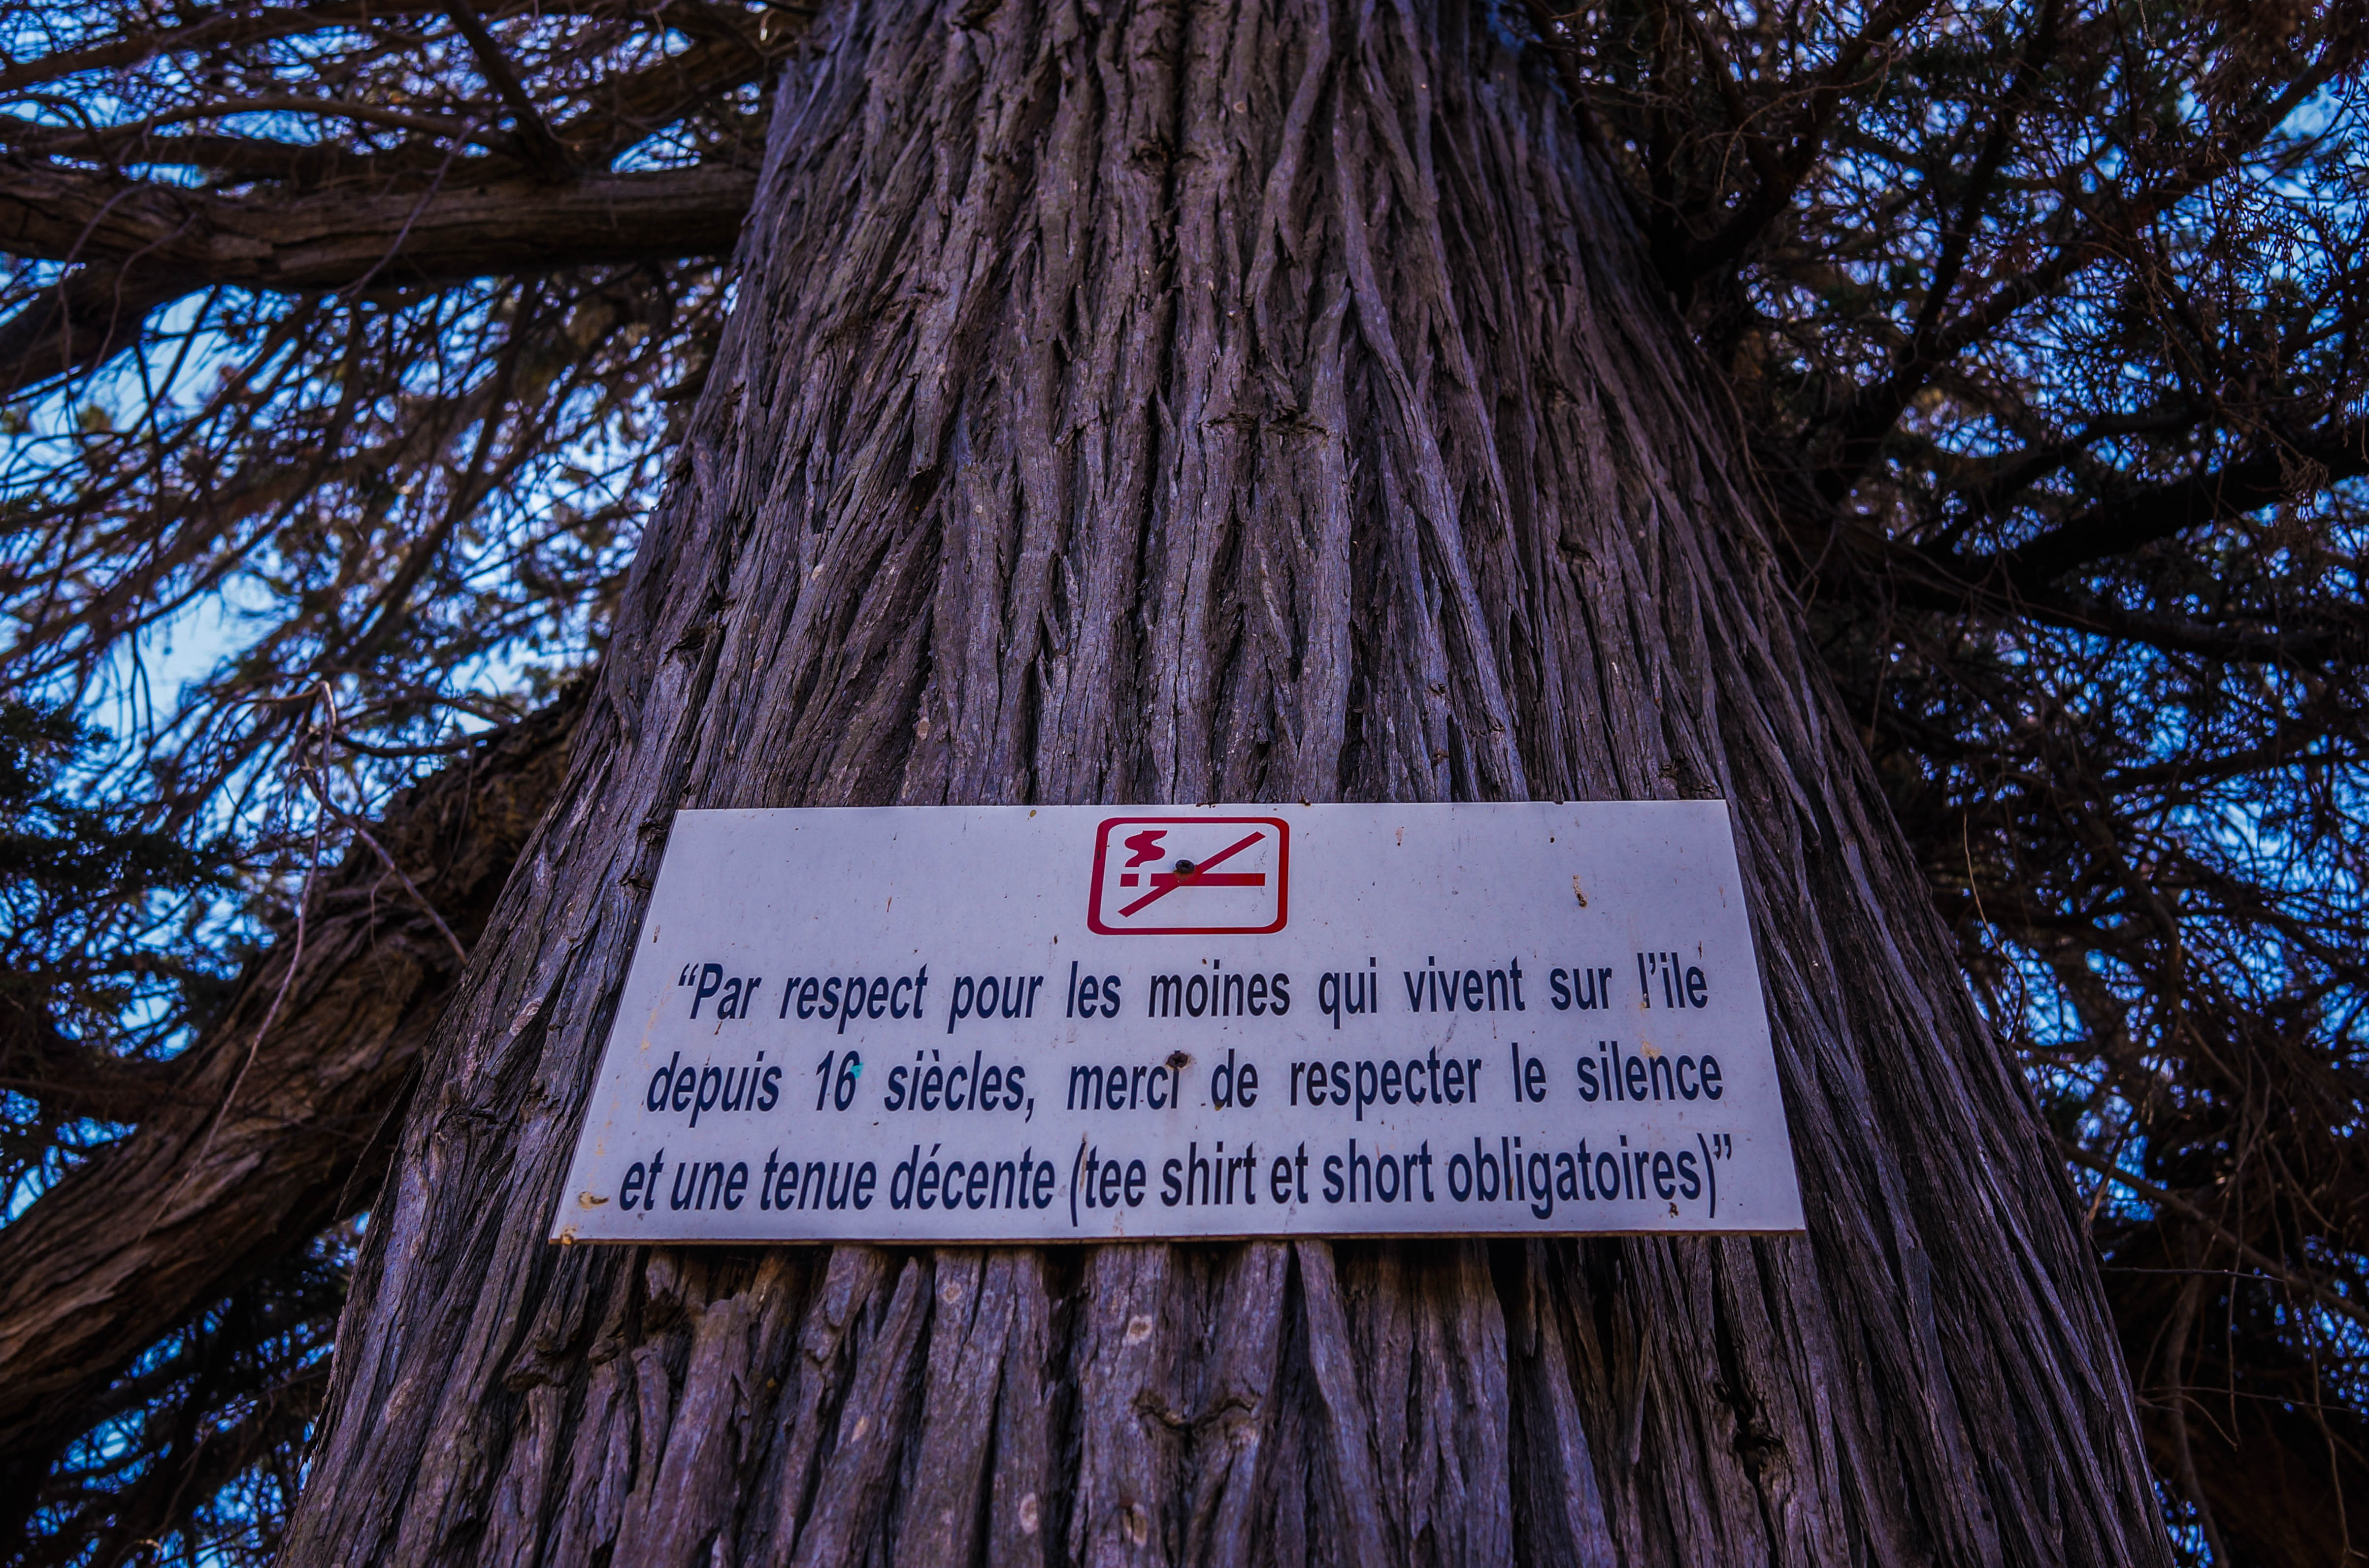 “Par respect pour les moines qui vivent sur l’ile
depuis 16 siècles, merci de respecter le silence
et une tenue décente (tee shirt et short obligatoires)”